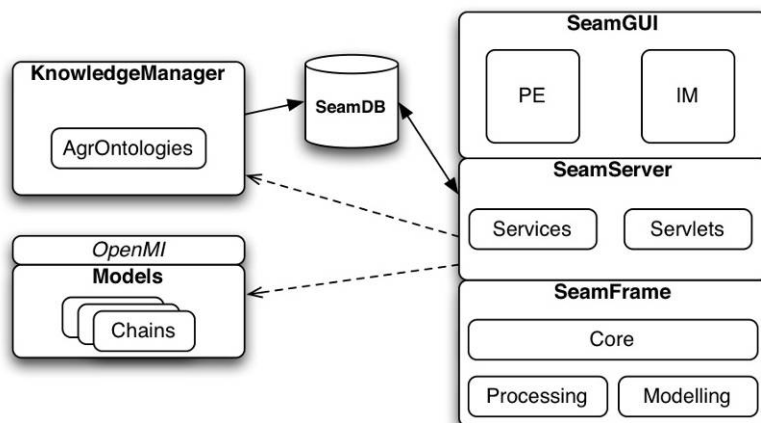 KnowledgeManager
AgrOntologies
OpenMI
Models
Chains
SeamDB
SeamGUI
PE
IM
SeamServer
Services
Servlets
SeamFrame
Core
Processing
Modelling